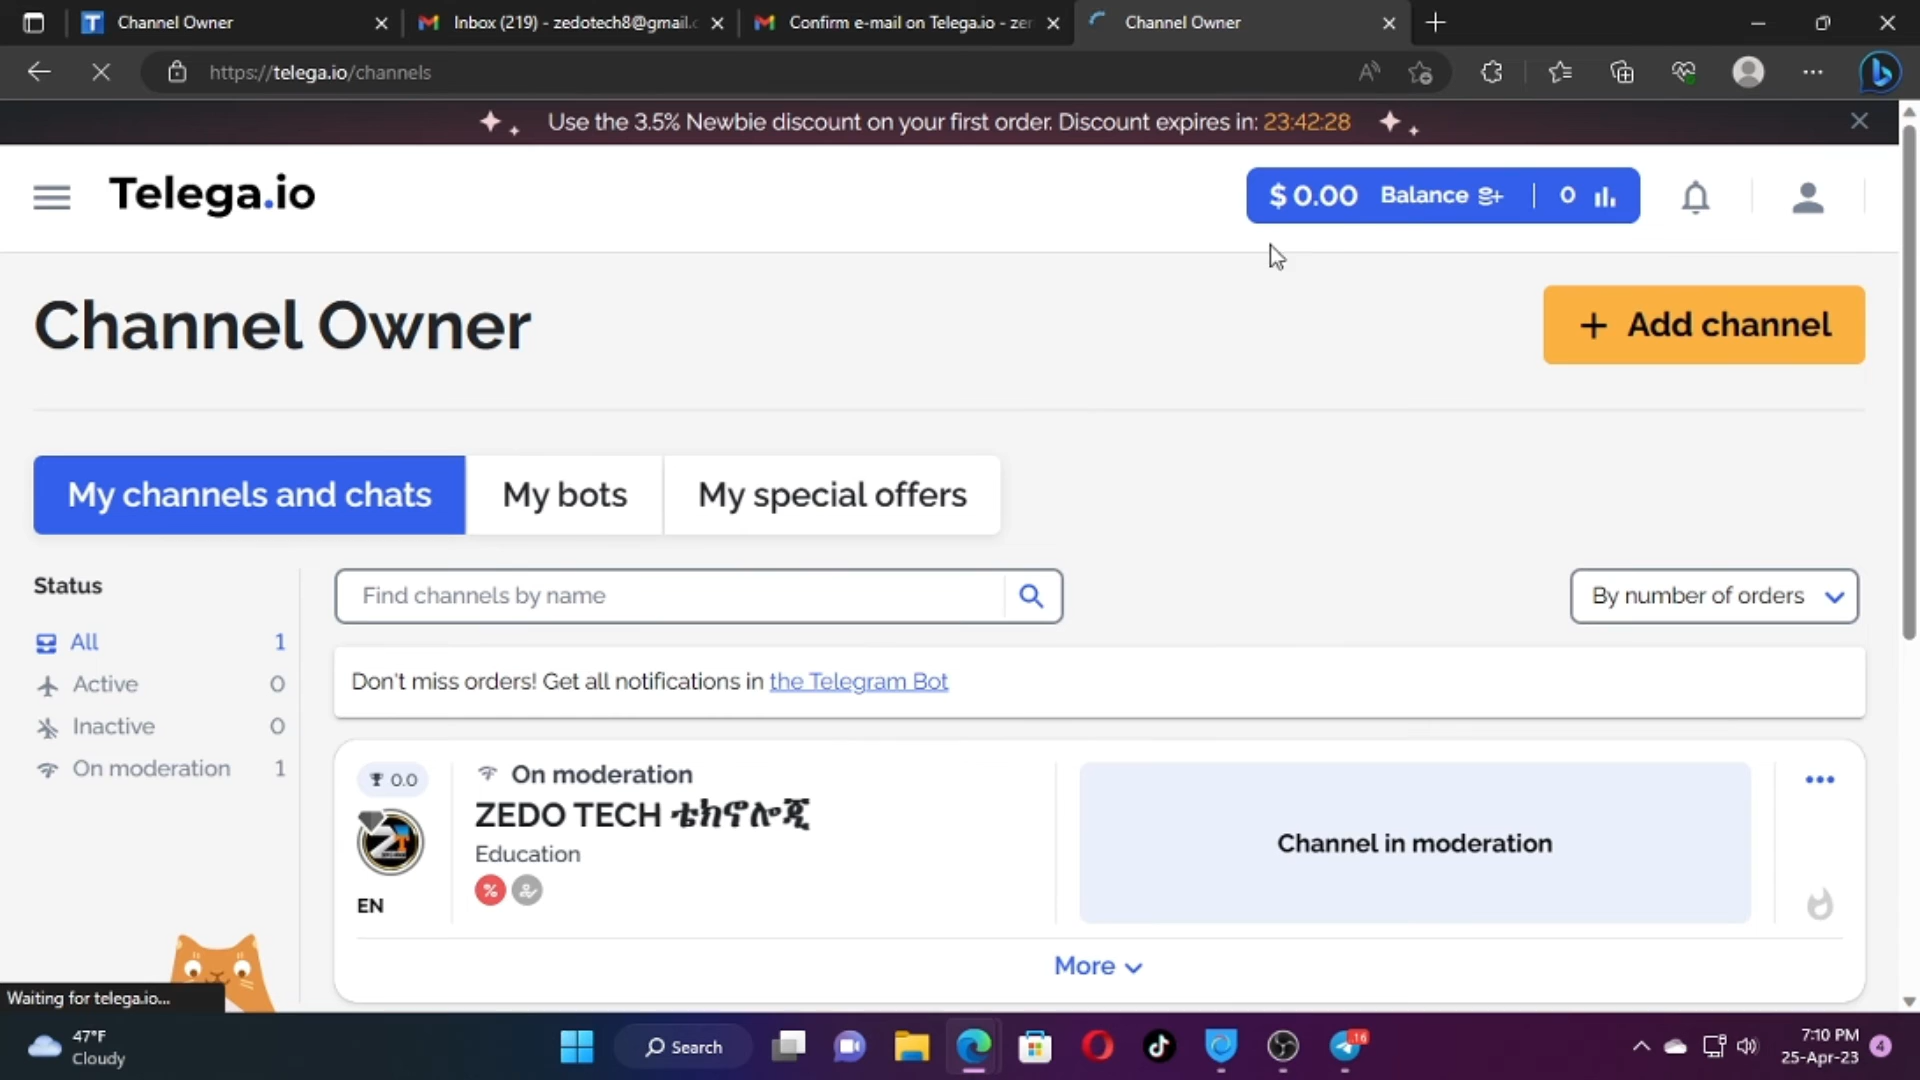 Channel Owner
Inbox (219) - zedotech8@gmail.c
Confirm e-mail on Telega.io - zer
Channel Owner
https://telega.io/channels
Use the 3.5% Newbie discount on your first order. Discount expires in: 23:42:28
Telega.io
$ 0.00 Balance 0
Channel Owner
+ Add channel
My channels and chats
My bots
My special offers
Status
Find channels by name
By number of orders
All 1
Active 0
Inactive 0
On moderation 1
Don't miss orders! Get all notifications in the Telegram Bot
0.0
On moderation
ZEDO TECH ቴክኖሎጂ
Education
EN
Channel in moderation
More
Waiting for telega.io...
47°F
Cloudy
Search
16
7:10 PM
25-Apr-23
4